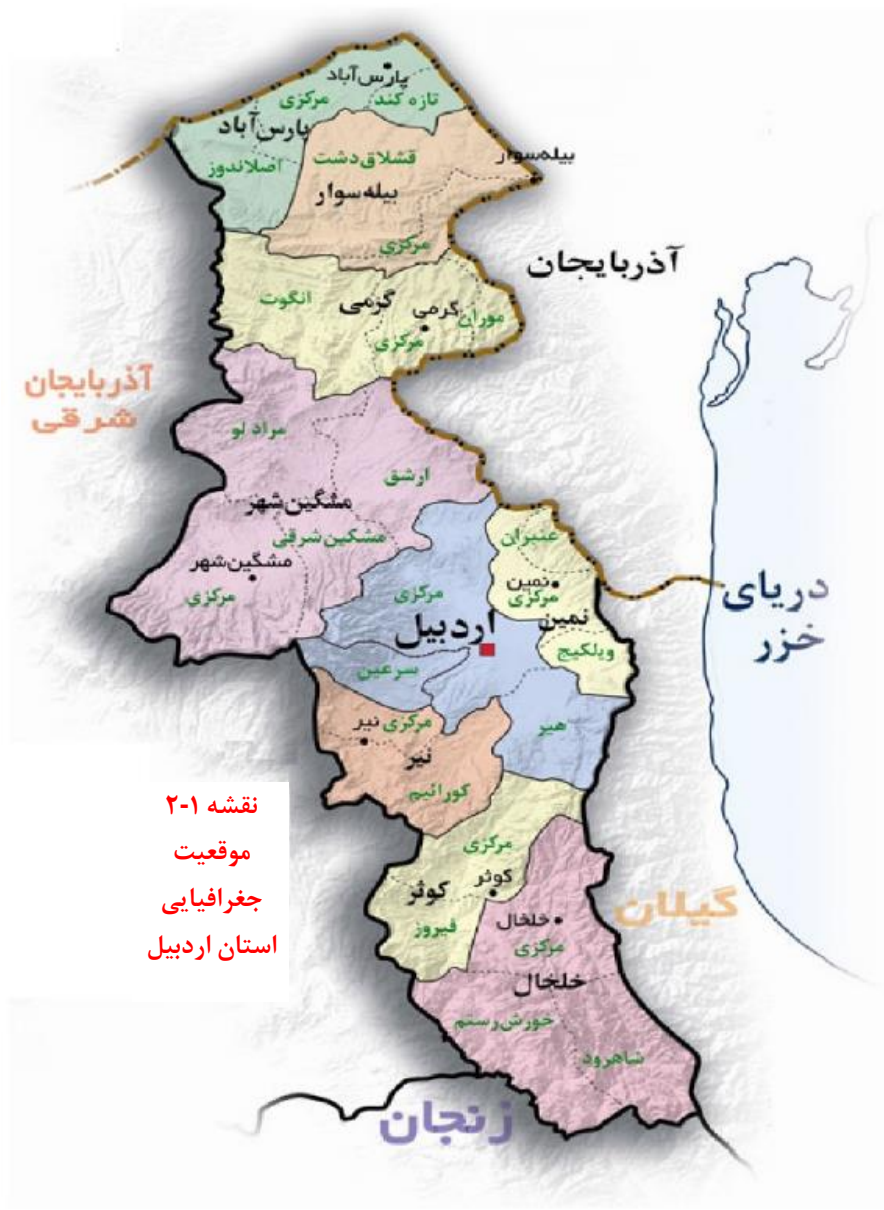 پارس‌آباد
مرکزی
تازه کند
پارس‌آباد
اصلاندوز
قشلاق‌دشت
بیله‌سوار
بیله‌سوار
مرکزی
آذربایجان
انگوت
گرمی
گرمی
موران
مرکزی
آذربایجان
شرقی
مراد لو
ارشق
مشگین‌شهر
مشگین‌شرقی
مشگین‌شهر
مرکزی
عنبران
نمین
مرکزی
نمین
ویلکیج
مرکزی
اردبیل
سرعین
هیر
دریای
خزر
نیر
مرکزی
نیر
کورائیم
نقشه ۱-۲
موقعیت
جغرافیایی
استان اردبیل
مرکزی
کوثر
کوثر
فیروز
گیلان
خلخال
مرکزی
خلخال
خورش‌رستم
شاهرود
زنجان